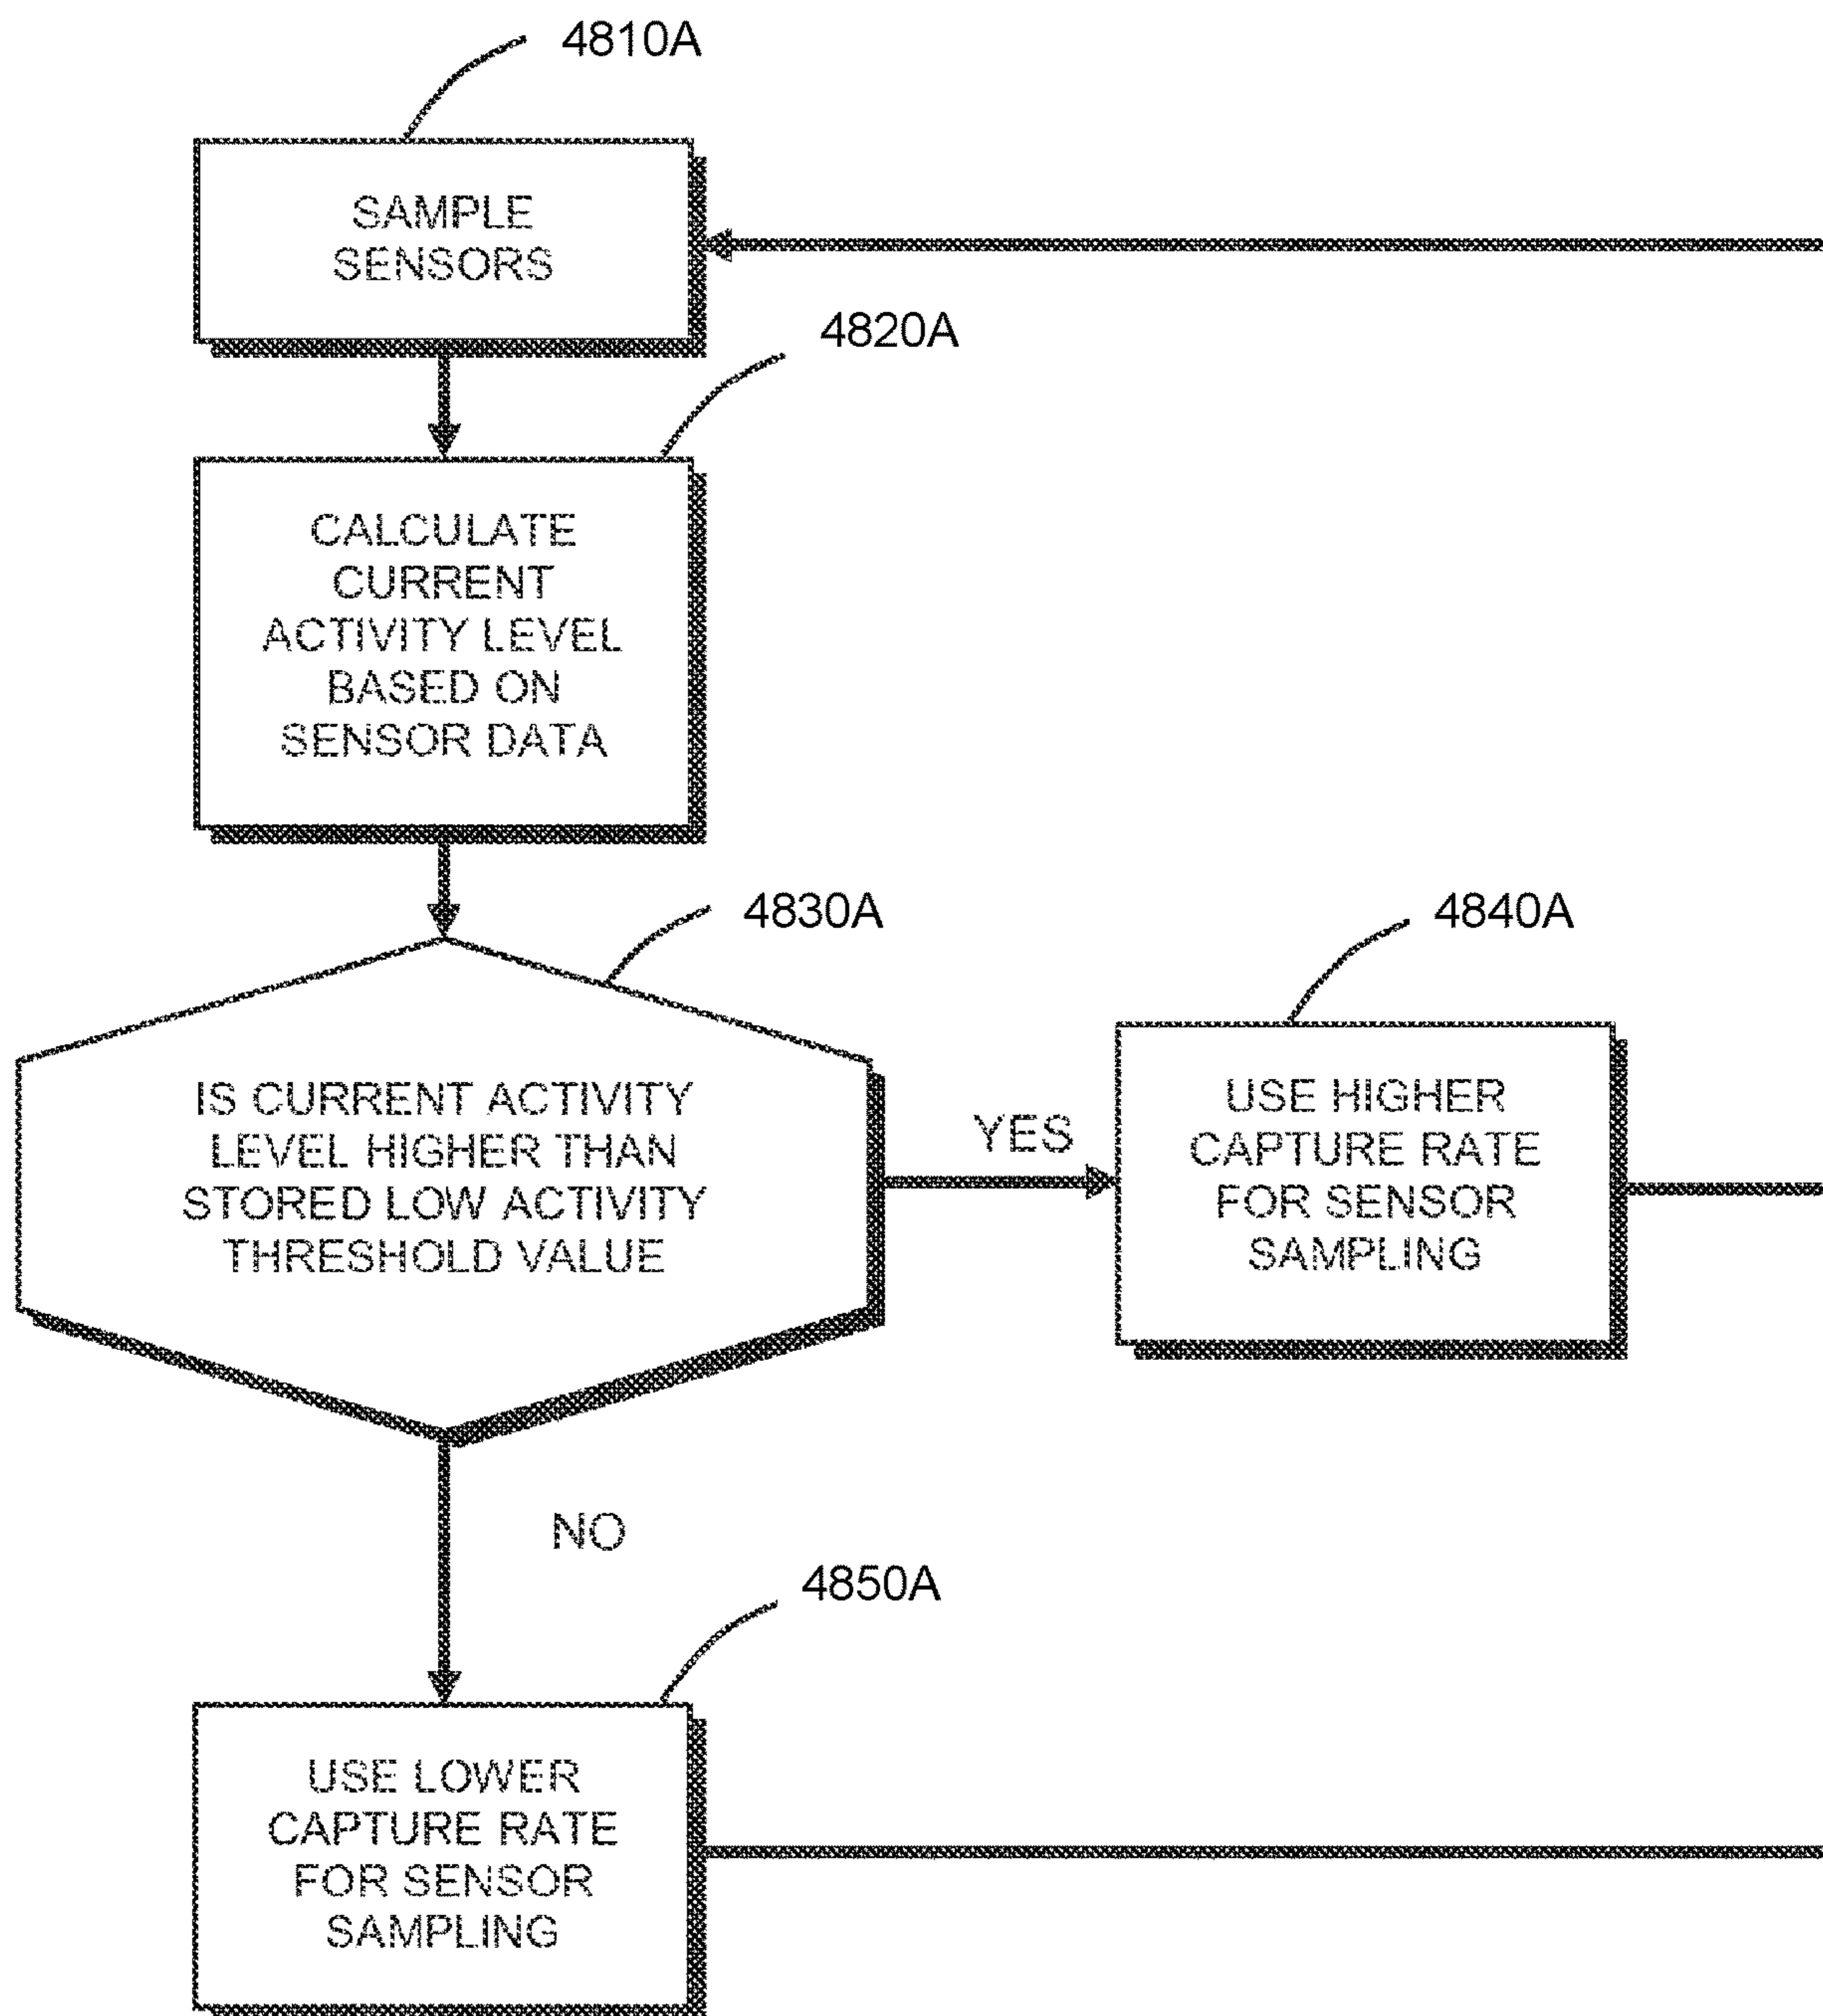 4810A
SAMPLE
SENSORS
4820A
CALCULATE
CURRENT
ACTIVITY LEVEL
BASED ON
SENSOR DATA
4830A
IS CURRENT ACTIVITY
LEVEL HIGHER THAN
STORED LOW ACTIVITY
THRESHOLD VALUE
YES
4840A
USE HIGHER
CAPTURE RATE
FOR SENSOR
SAMPLING
NO
4850A
USE LOWER
CAPTURE RATE
FOR SENSOR
SAMPLING